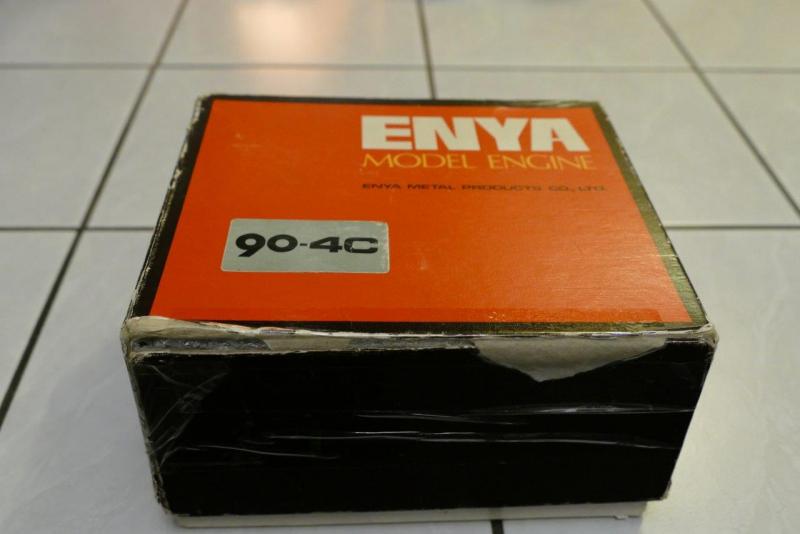 ENYA
MODEL ENGINE
ENYA METAL PRODUCTS CO., LTD.
90-4C